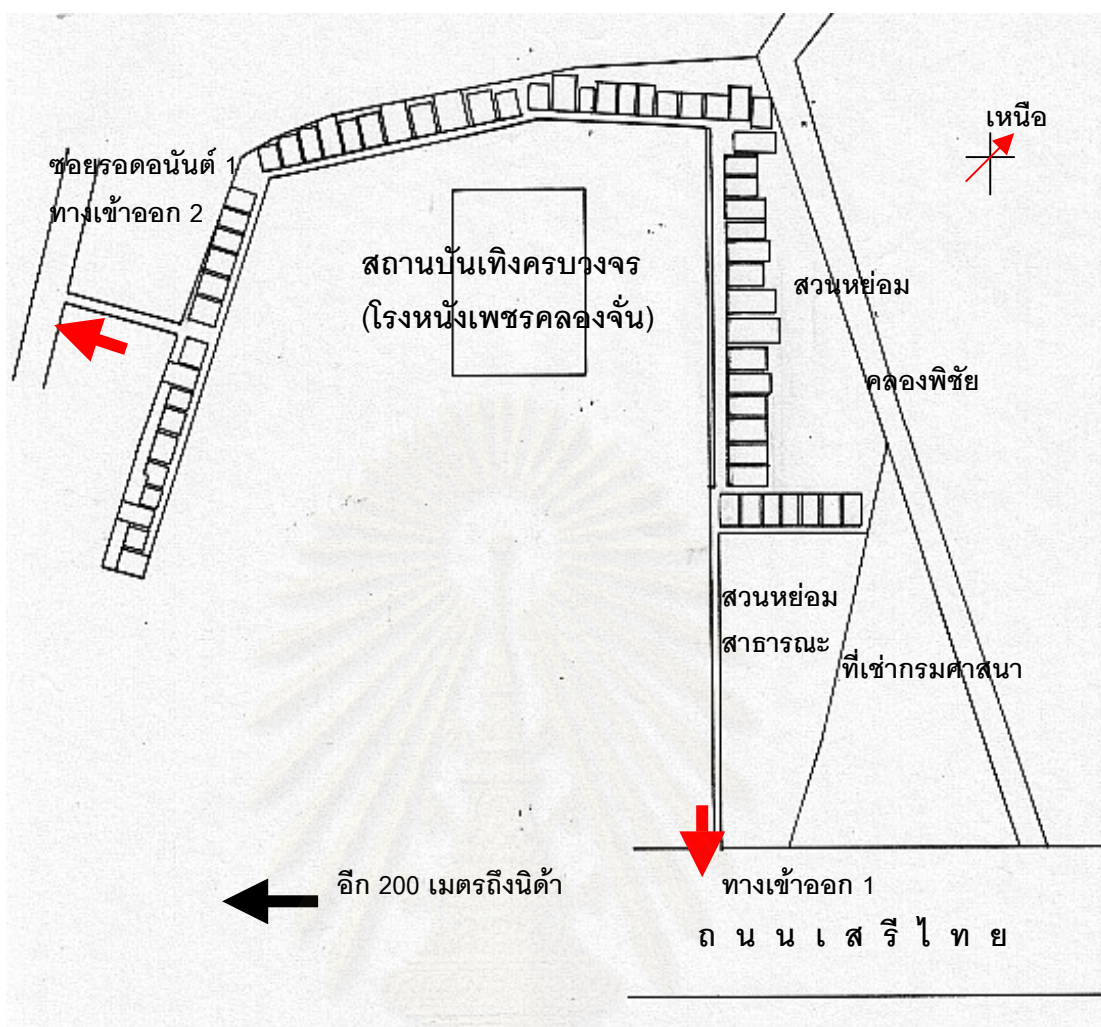 เหนือ
ซอยรอดอนันต์ 1
ทางเข้าออก 2
สถานบันเทิงครบวงจร
(โรงหนังเพชรคลองจั่น)
สวนหย่อม
คลองพิชัย
สวนหย่อม
สาธารณะ
ที่เช่ากรมศาสนา
อีก 200 เมตรถึงนิด้า
ทางเข้าออก 1
ถ น น เ ส รี ไ ท ย